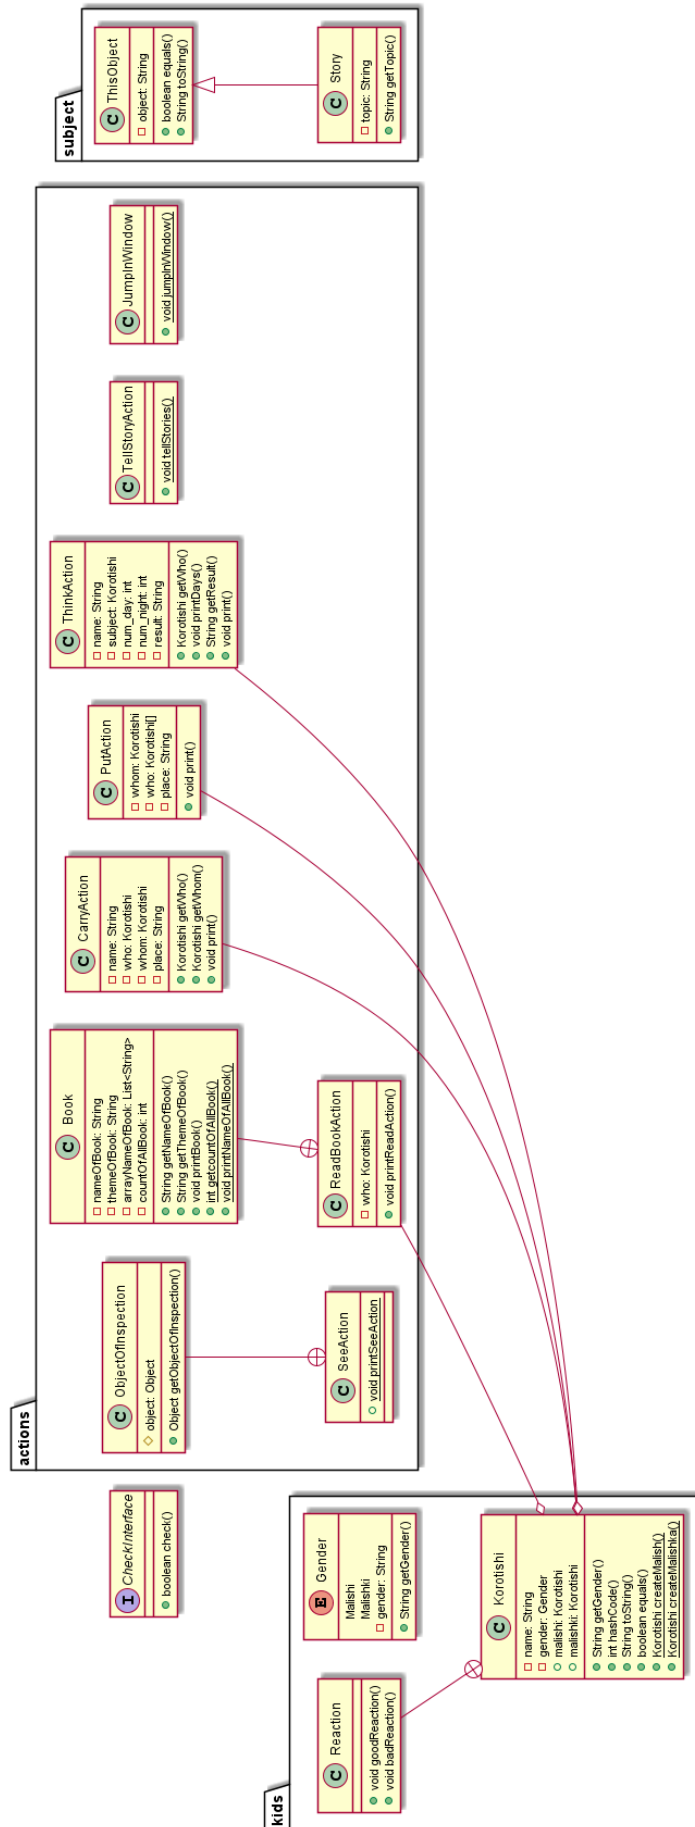 kids
C Reaction
void goodReaction()
void badReaction()
E Gender
Malishi
Malishki
gender: String
String getGender()
C Korotishi
name: String
gender: Gender
malishi: Korotishi
malishkii: Korotishi
String getGender()
int hashCode()
String toString()
boolean equals()
Korotishi createMalish()
Korotishi createMalishka()
I CheckInterface
boolean check()
actions
C ObjectOfInspection
object: Object
Object getObjectOfInspection()
C SeeAction
void printSeeAction
C Book
nameOfBook: String
themeOfBook: String
arrayNameOfBook: List<String>
countOfAllBook: int
String getNameOfBook()
String getThemeOfBook()
void printBook()
int getcountOfAllBook()
void printNameOfAllBook()
C ReadBookAction
who: Korotishi
void printReadAction()
C CarryAction
name: String
who: Korotishi
whom: Korotishi
place: String
Korotishi getWho()
Korotishi getWhom()
void print()
C PutAction
whom: Korotishi
who: Korotishi[]
place: String
void print()
C ThinkAction
name: String
subject: Korotishi
num_day: int
num_night: int
result: String
Korotishi getWho()
void printDays()
String getResult()
void print()
C TellStoryAction
void tellStories()
C JumpInWindow
void jumpInWindow()
subject
C ThisObject
object: String
boolean equals()
String toString()
C Story
topic: String
String getTopic()